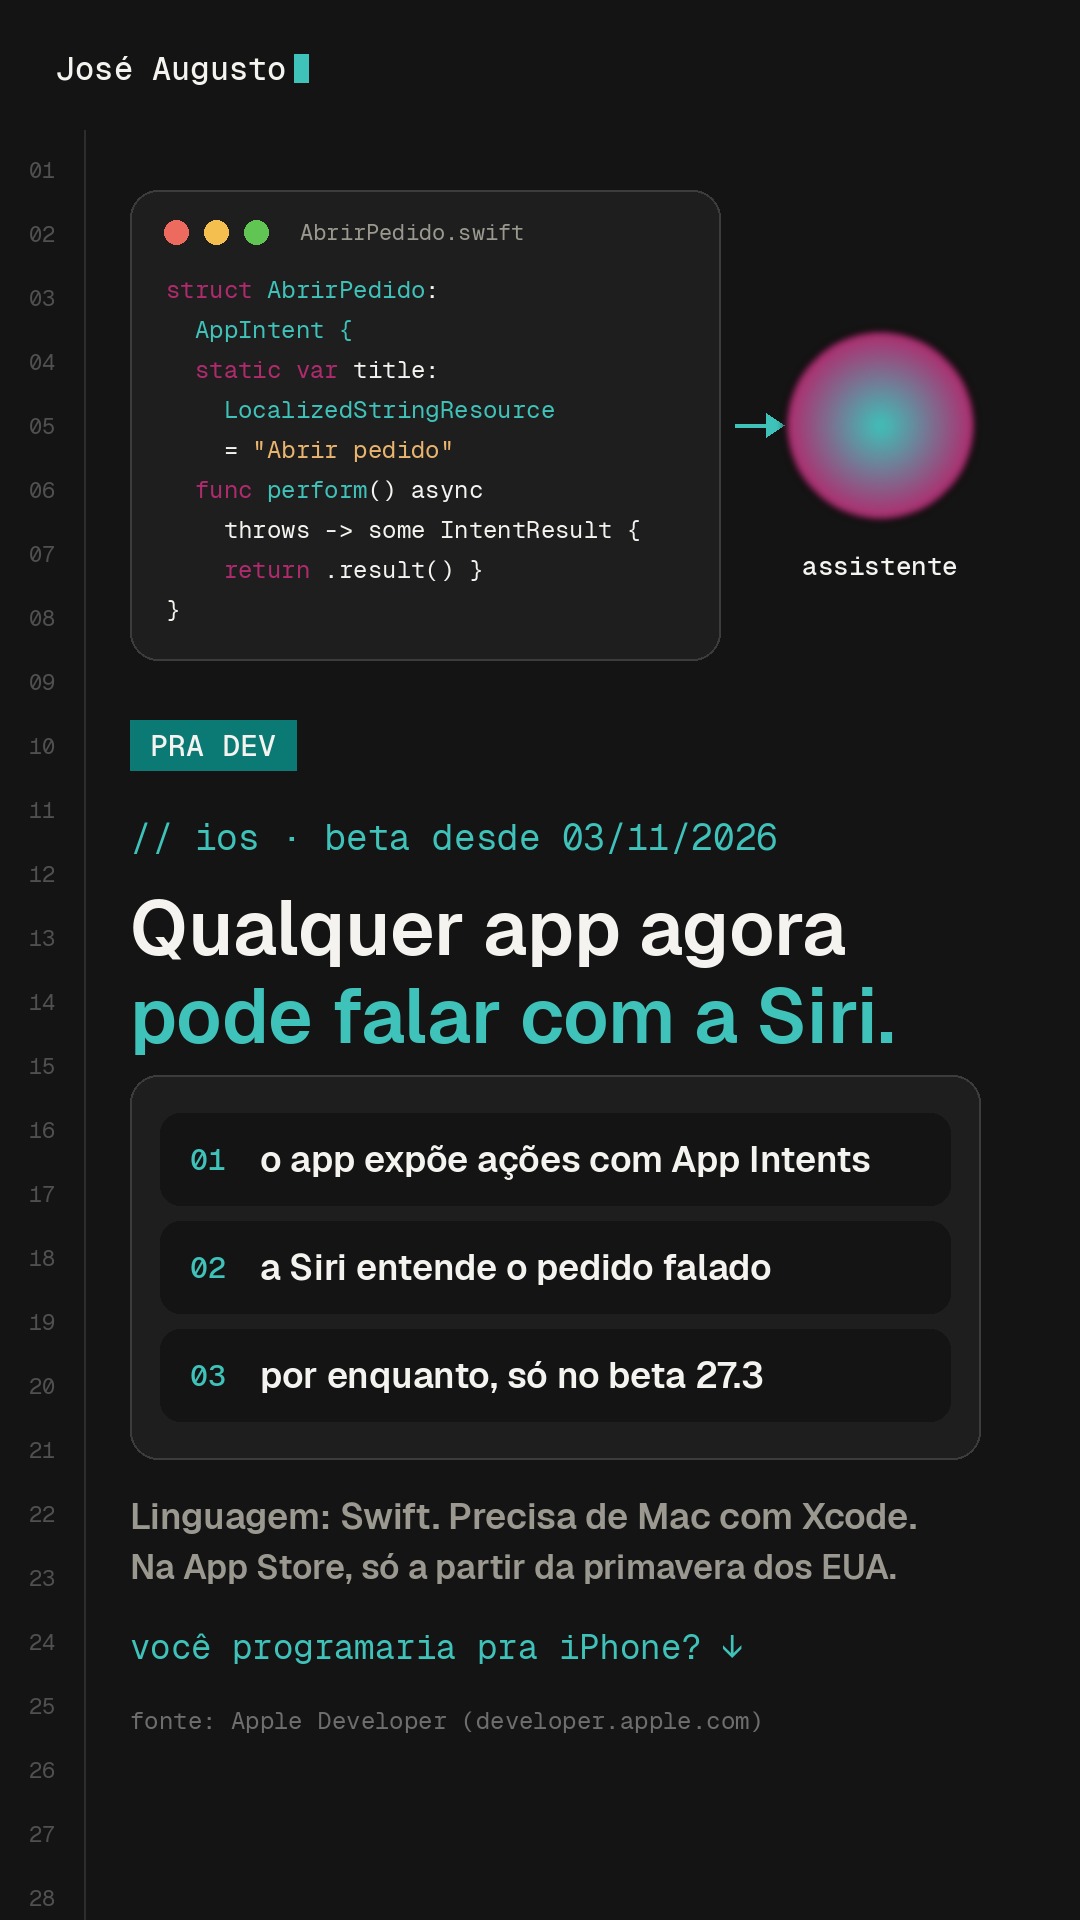 José Augusto
01
02
03
04
05
06
07
08
09
10
11
12
13
14
15
16
17
18
19
20
21
22
23
24
25
26
27
28
AbrirPedido.swift
struct AbrirPedido:
AppIntent {
static var title:
LocalizedStringResource
= "Abrir pedido"
func perform() async
throws -> some IntentResult {
return .result() }
}
assistente
PRA DEV
// ios · beta desde 03/11/2026
Qualquer app agora
pode falar com a Siri.
01 o app expõe ações com App Intents
02 a Siri entende o pedido falado
03 por enquanto, só no beta 27.3
Linguagem: Swift. Precisa de Mac com Xcode.
Na App Store, só a partir da primavera dos EUA.
você programaria pra iPhone? ↓
fonte: Apple Developer (developer.apple.com)